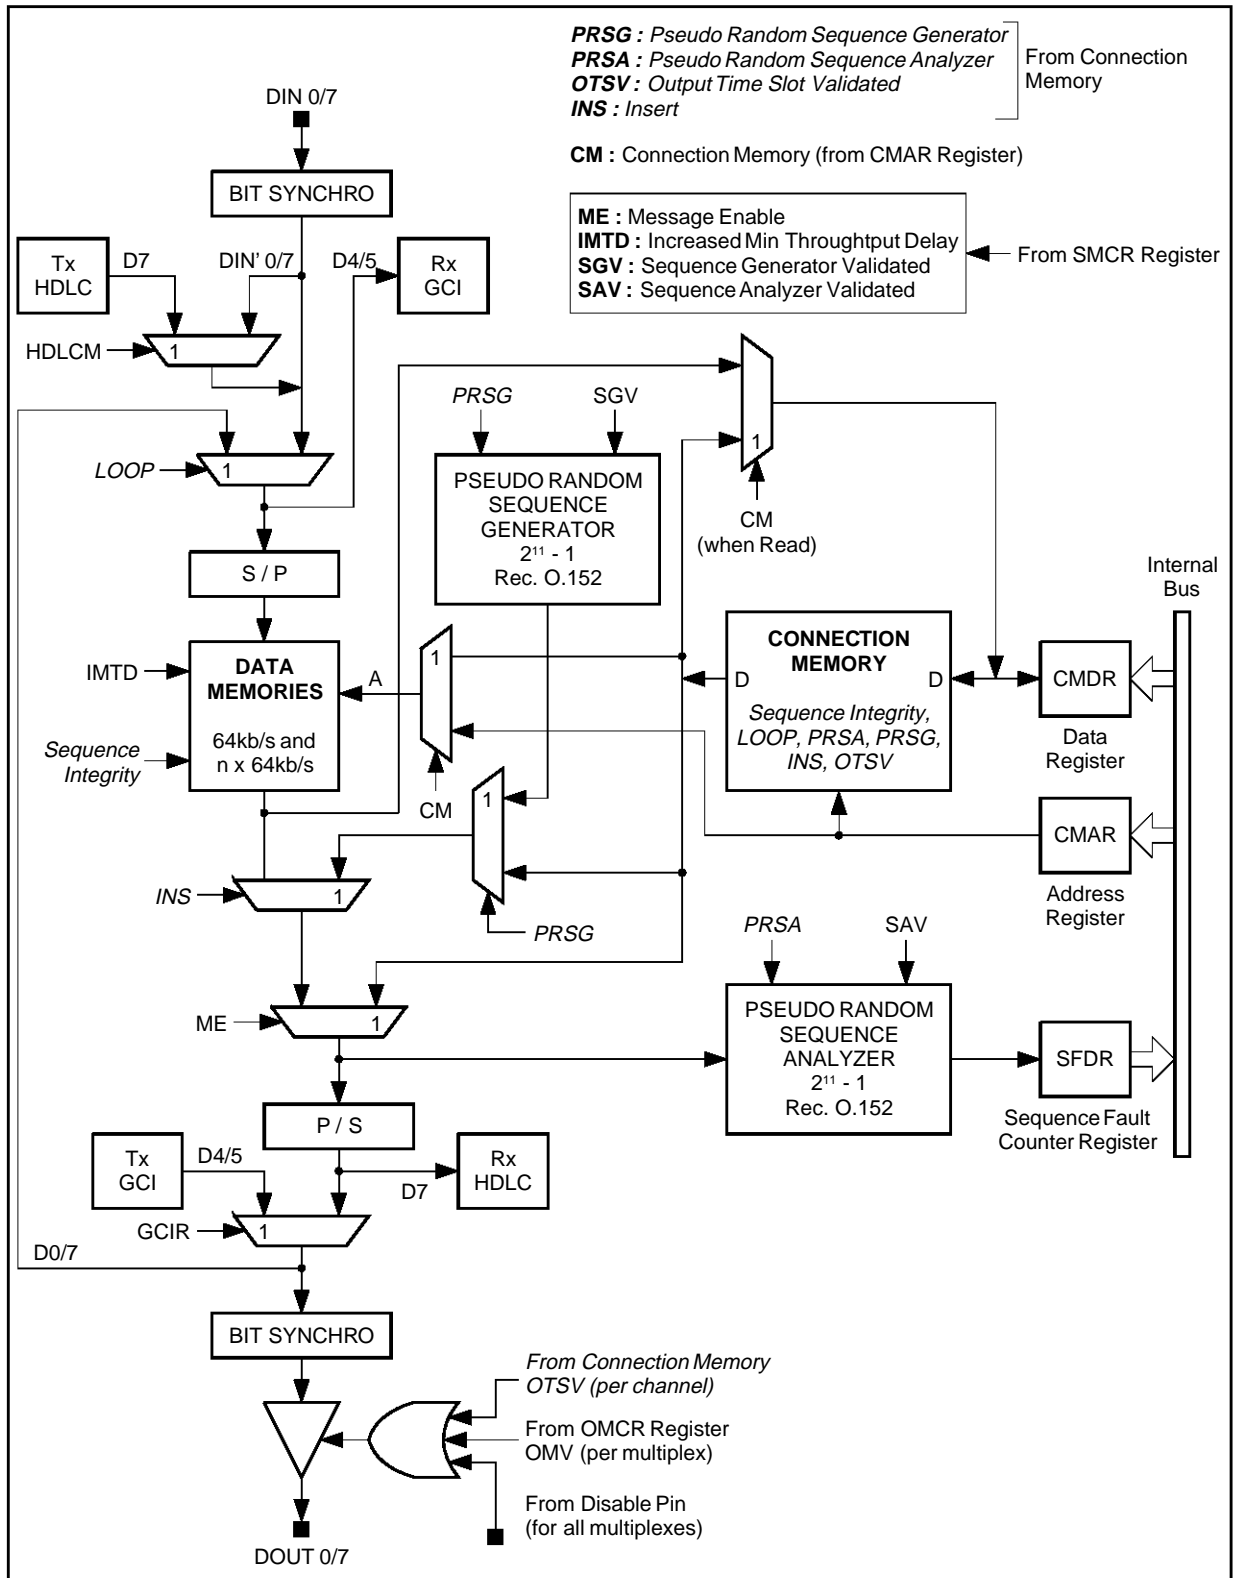 PRSG : Pseudo Random Sequence Generator
PRSA : Pseudo Random Sequence Analyzer
OTSV : Output Time Slot Validated
INS : Insert
From Connection
Memory
CM : Connection Memory (from CMAR Register)
ME : Message Enable
IMTD : Increased Min Throughtput Delay
SGV : Sequence Generator Validated
SAV : Sequence Analyzer Validated
From SMCR Register
DIN 0/7
BIT SYNCHRO
Tx
HDLC
D7
DIN' 0/7
D4/5
Rx
GCI
HDLCM
1
LOOP
1
PRSG
SGV
PSEUDO RANDOM
SEQUENCE
GENERATOR
2¹¹ - 1
Rec. O.152
1
CM
(when Read)
S / P
Internal
Bus
IMTD
DATA
MEMORIES
64kb/s and
n x 64kb/s
Sequence
Integrity
A
1
CM
CONNECTION
MEMORY
D
D
Sequence Integrity,
LOOP, PRSA, PRSG,
INS, OTSV
CMDR
Data
Register
CMAR
Address
Register
1
PRSG
INS
1
PRSA
SAV
ME
1
PSEUDO RANDOM
SEQUENCE
ANALYZER
2¹¹ - 1
Rec. O.152
SFDR
Sequence Fault
Counter Register
P / S
Tx
GCI
D4/5
D7
Rx
HDLC
GCIR
1
D0/7
BIT SYNCHRO
From Connection Memory
OTSV (per channel)
From OMCR Register
OMV (per multiplex)
From Disable Pin
(for all multiplexes)
DOUT 0/7